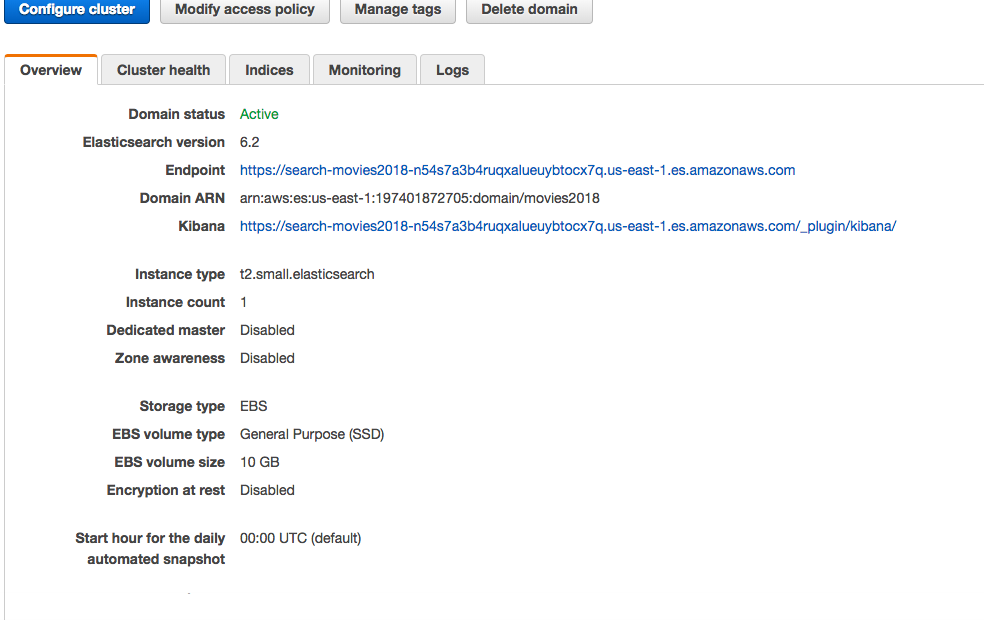 Configure cluster Modify access policy Manage tags Delete domain
Overview Cluster health Indices Monitoring Logs
Domain status Active
Elasticsearch version 6.2
Endpoint https://search-movies2018-n54s7a3b4ruqxalueuybtocx7q.us-east-1.es.amazonaws.com
Domain ARN arn:aws:es:us-east-1:197401872705:domain/movies2018
Kibana https://search-movies2018-n54s7a3b4ruqxalueuybtocx7q.us-east-1.es.amazonaws.com/_plugin/kibana/
Instance type t2.small.elasticsearch
Instance count 1
Dedicated master Disabled
Zone awareness Disabled
Storage type EBS
EBS volume type General Purpose (SSD)
EBS volume size 10 GB
Encryption at rest Disabled
Start hour for the daily 00:00 UTC (default)
automated snapshot